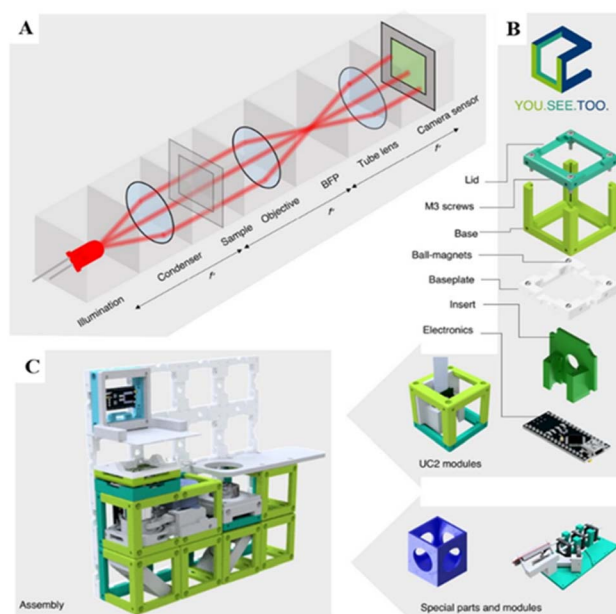 A
Illumination
Condenser
Sample
Objective
BFP
Tube lens
Camera sensor
B
YOU.SEE.TOO.
Lid
M3 screws
Base
Ball-magnets
Baseplate
Insert
Electronics
UC2 modules
Special parts and modules
C
Assembly